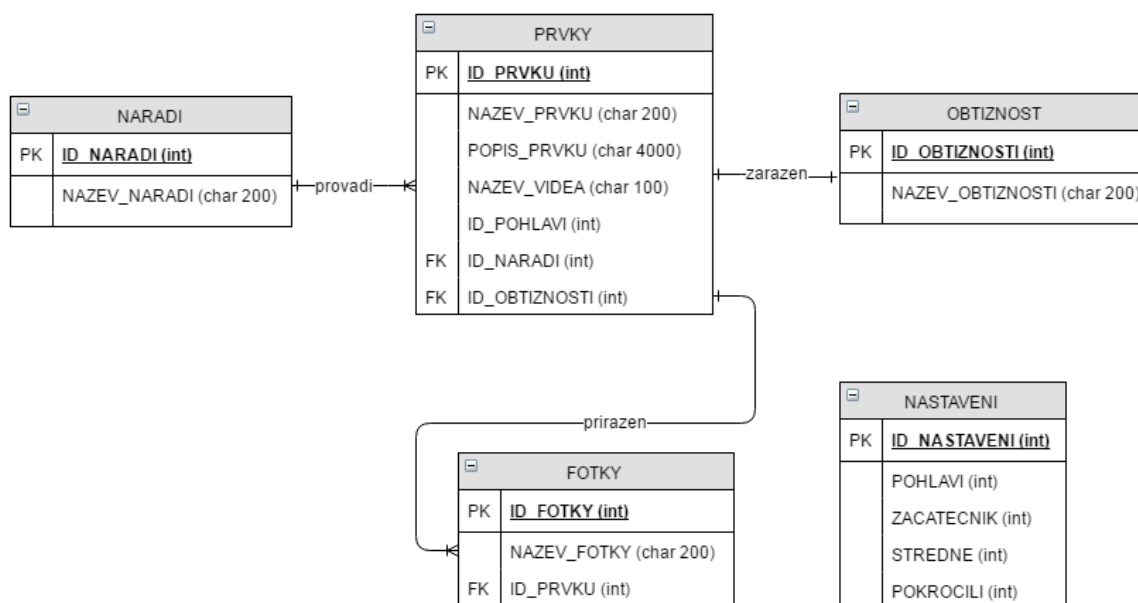 PRVKY
PK ID_PRVKU (int)
NAZEV_PRVKU (char 200)
POPIS_PRVKU (char 4000)
NAZEV_VIDEA (char 100)
ID_POHLAVI (int)
FK ID_NARADI (int)
FK ID_OBTIZNOSTI (int)
NARADI
PK ID_NARADI (int)
NAZEV_NARADI (char 200)
provadi
OBTIZNOST
PK ID_OBTIZNOSTI (int)
NAZEV_OBTIZNOSTI (char 200)
zarazen
prirazen
FOTKY
PK ID_FOTKY (int)
NAZEV_FOTKY (char 200)
FK ID_PRVKU (int)
NASTAVENI
PK ID_NASTAVENI (int)
POHLAVI (int)
ZACATECNIK (int)
STREDNE (int)
POKROCILI (int)